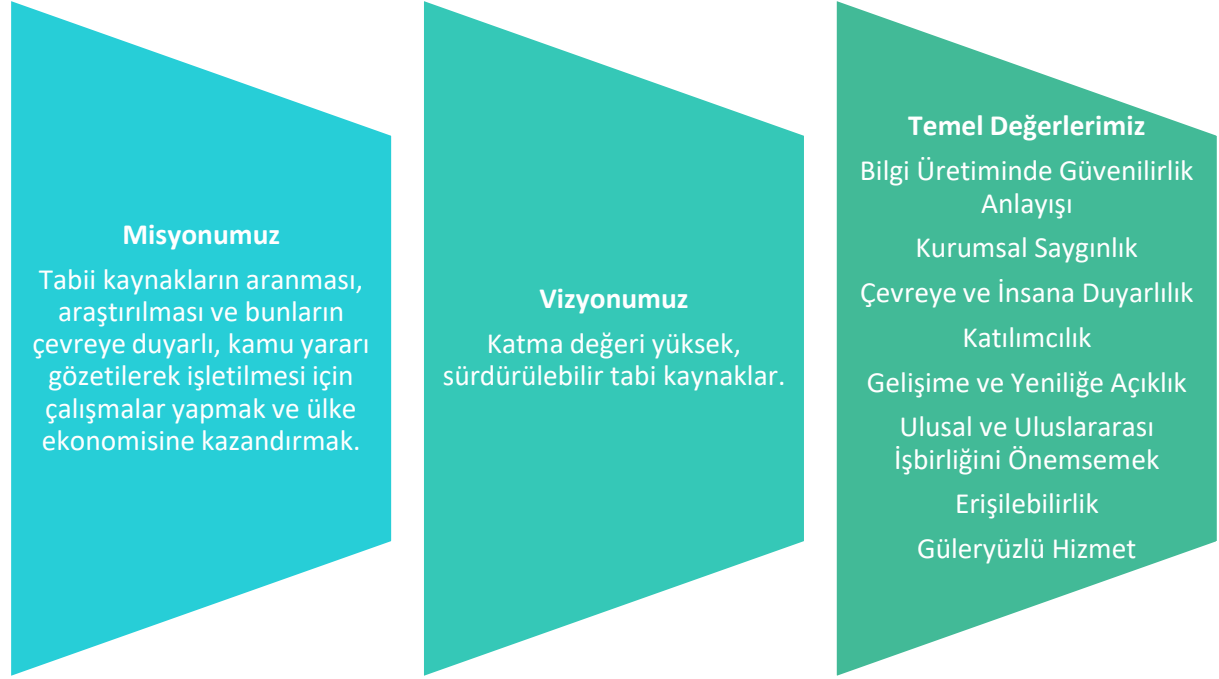 Misyonumuz
Tabii kaynakların aranması,
araştırılması ve bunların
çevreye duyarlı, kamu yararı
gözetilerek işletilmesi için
çalışmalar yapmak ve ülke
ekonomisine kazandırmak.
Vizyonumuz
Katma değeri yüksek,
sürdürülebilir tabi kaynaklar.
Temel Değerlerimiz
Bilgi Üretiminde Güvenilirlik
Anlayışı
Kurumsal Saygınlık
Çevreye ve İnsana Duyarlılık
Katılımcılık
Gelişime ve Yeniliğe Açıklık
Ulusal ve Uluslararası
İşbirliğini Önemsemek
Erişilebilirlik
Güleryüzlü Hizmet